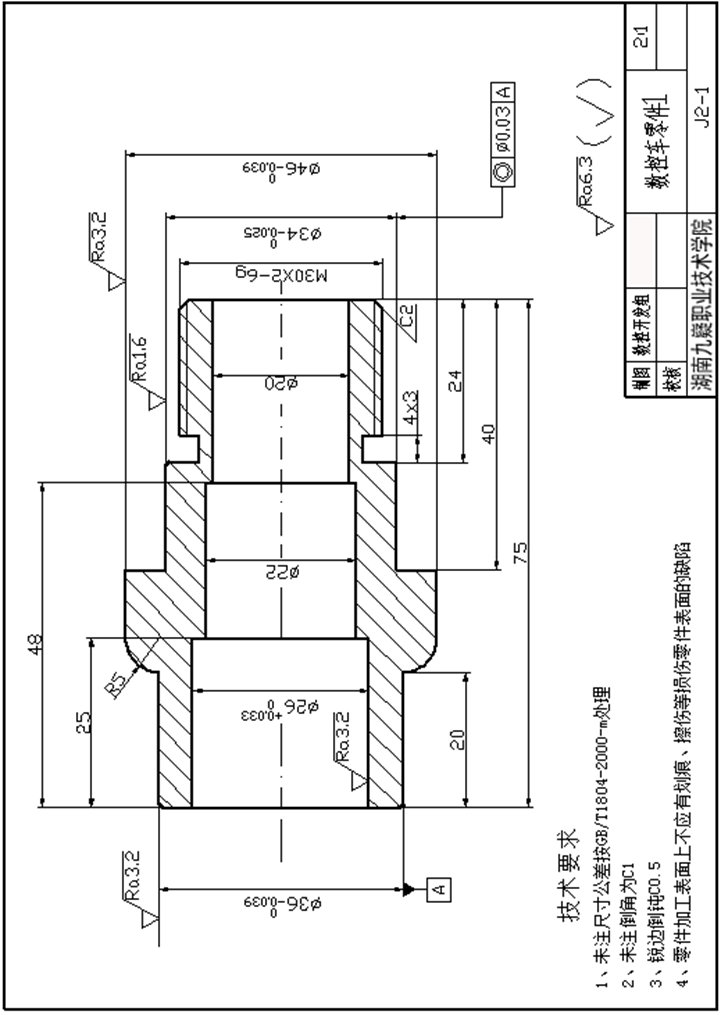 Ra3.2
Ra1.6
Ra3.2
Ø46 0 -0.039
Ø34 0 -0.025
M30X2-6g
Ø20
Ø22
Ø26 +0.033 0
Ø36 0 -0.039
Ra3.2
R5
C2
4x3
24
40
75
20
25
48
A
Ø0.03 A
Ra6.3 (√)
技术要求
1、未注尺寸公差按GB/T1804-2000-m处理
2、未注倒角为C1
3、锐边倒钝C0.5
4、零件加工表面上不应有划痕、擦伤等损伤零件表面的缺陷
制图 数控开发组 数控车零件1 2:1
校核
湖南九嶷职业技术学院 J2-1